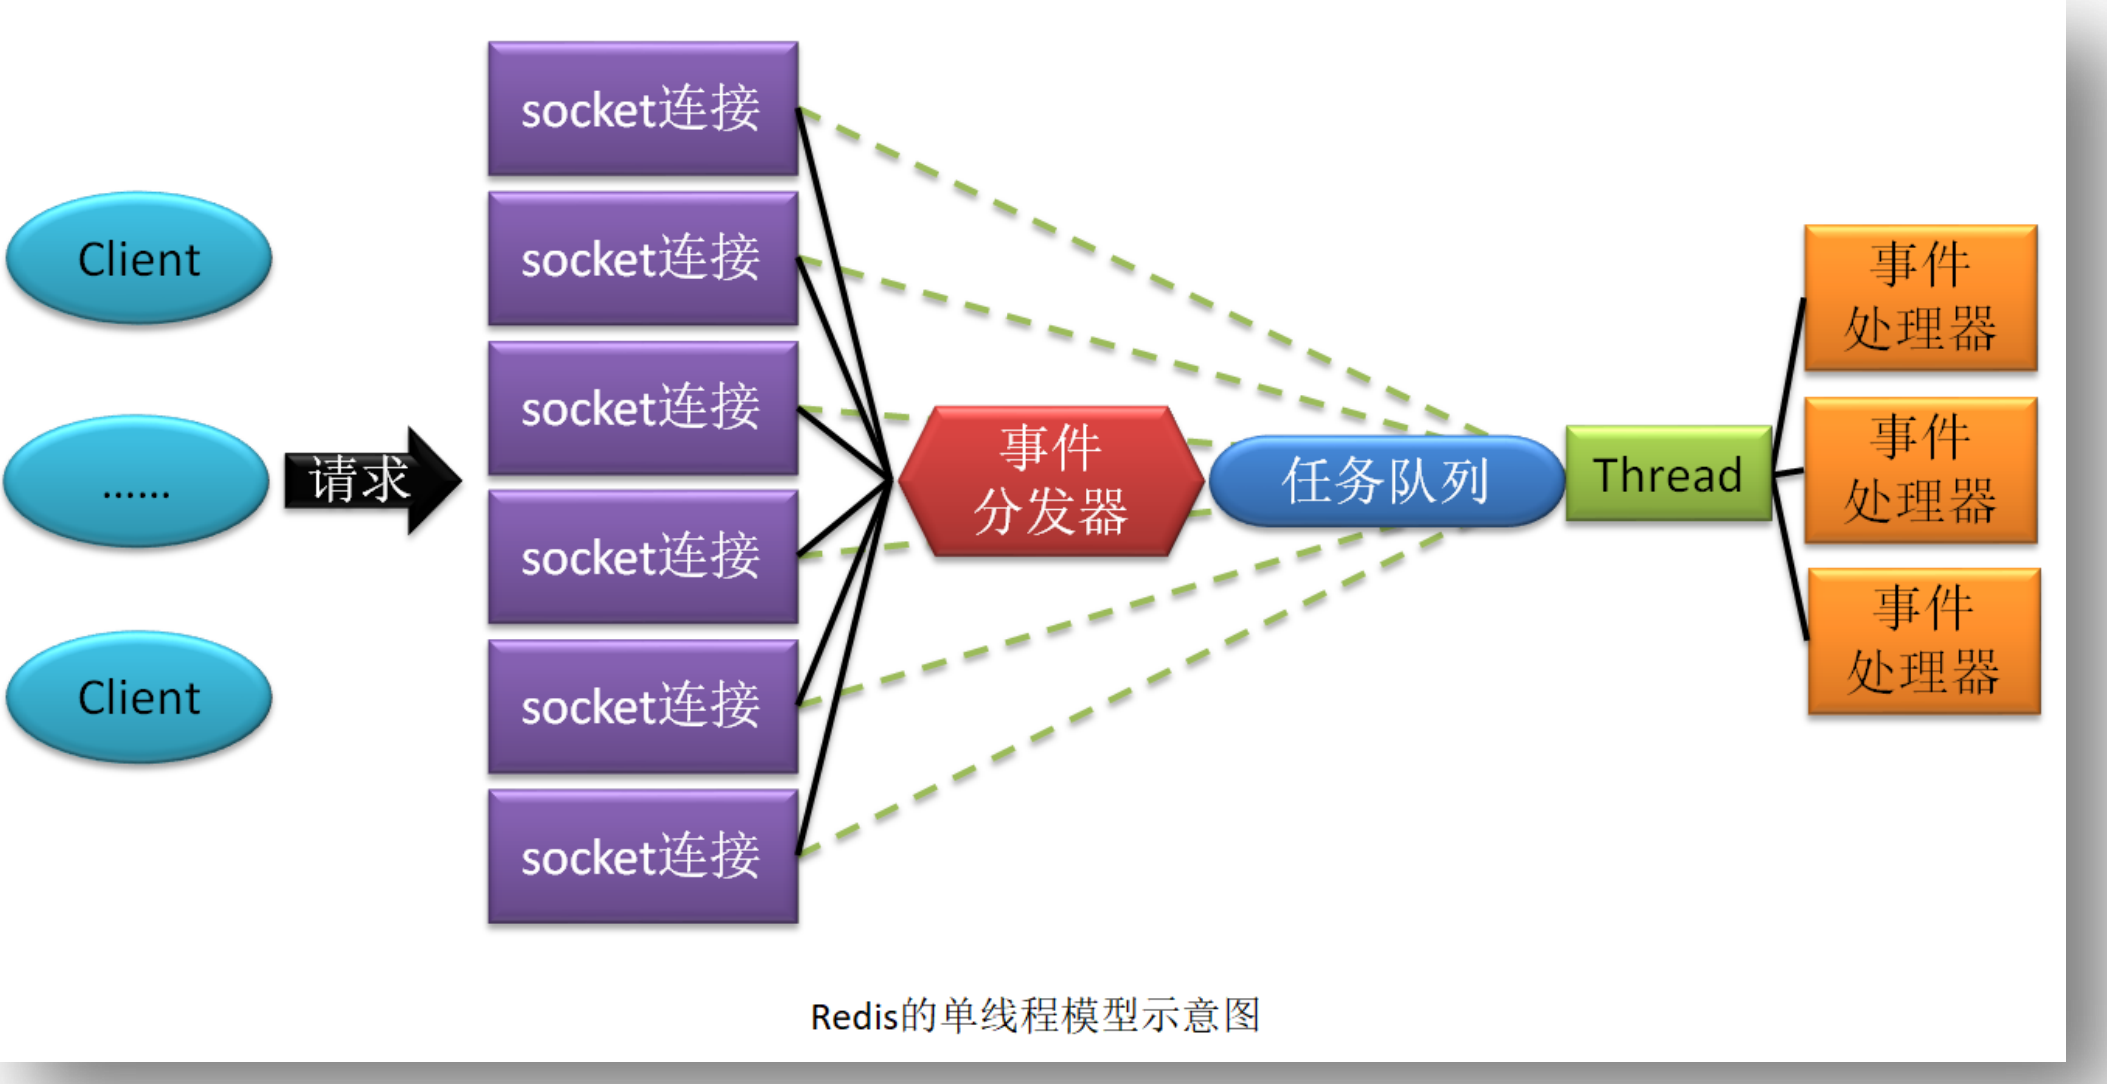 Client
……
Client
请求
socket连接
socket连接
socket连接
socket连接
socket连接
socket连接
事件
分发器
任务队列
Thread
事件
处理器
事件
处理器
事件
处理器
Redis的单线程模型示意图